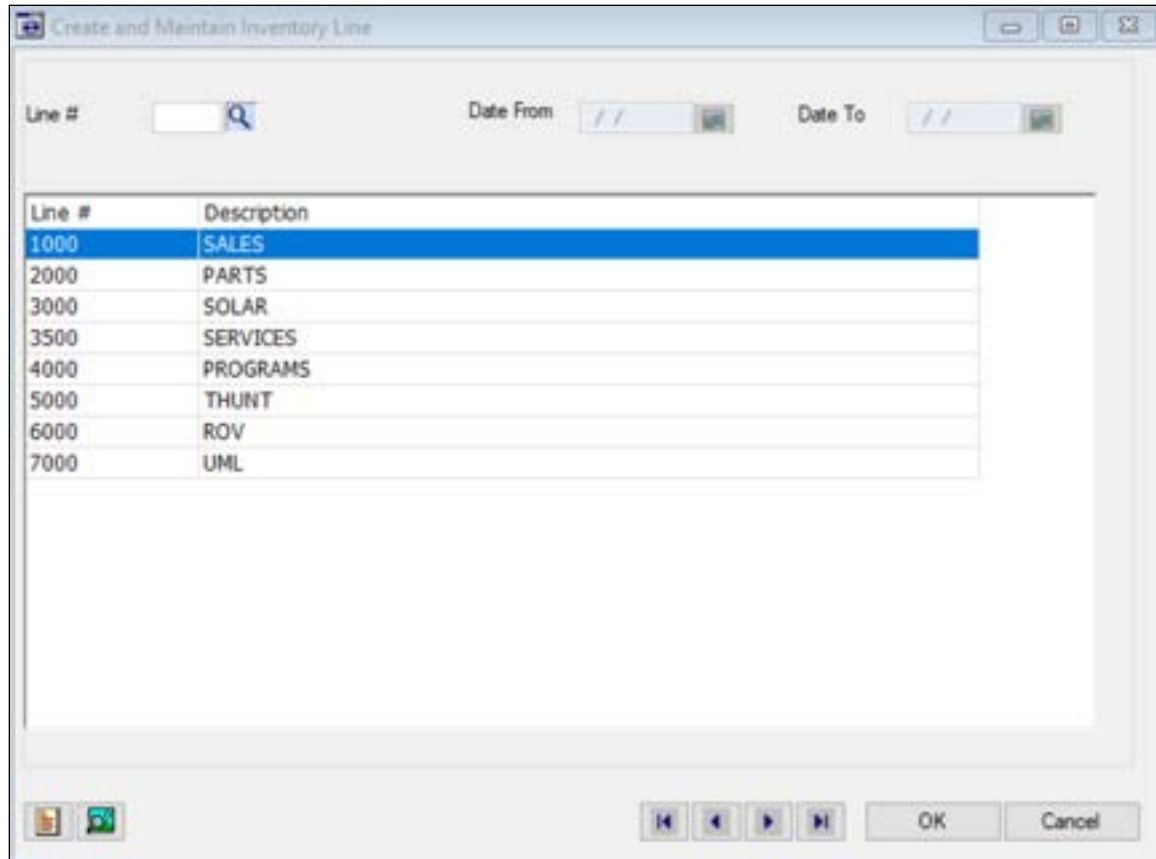 Create and Maintain Inventory Line
Line # Date From / / Date To / /
Line # Description
1000 SALES
2000 PARTS
3000 SOLAR
3500 SERVICES
4000 PROGRAMS
5000 THUNT
6000 ROV
7000 UML
OK Cancel